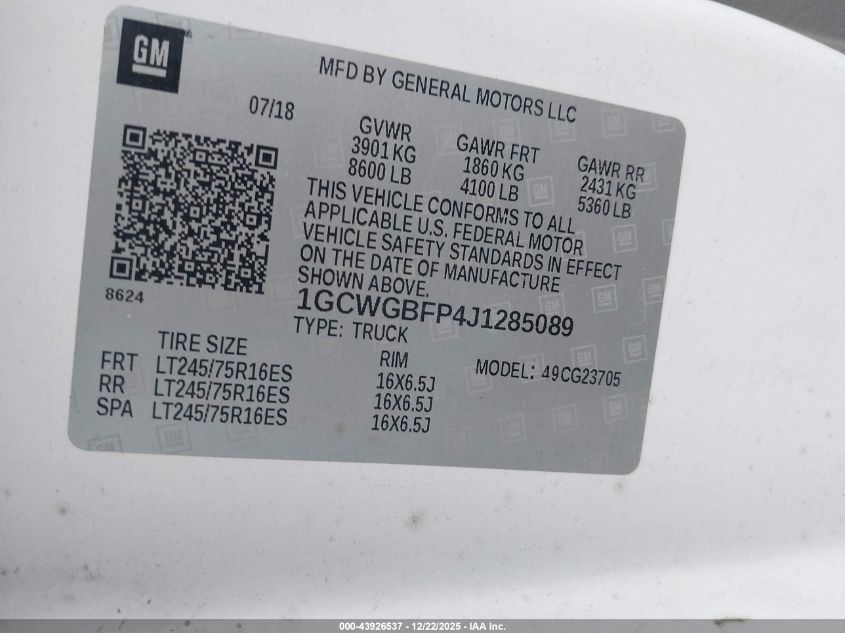 GM
MFD BY GENERAL MOTORS LLC
07/18
GVWR GAWR FRT GAWR RR
3901 KG 1860 KG 2431 KG
8600 LB 4100 LB 5360 LB
THIS VEHICLE CONFORMS TO ALL
APPLICABLE U.S. FEDERAL MOTOR
VEHICLE SAFETY STANDARDS IN EFFECT
ON THE DATE OF MANUFACTURE
SHOWN ABOVE.
8624
1GCWGBFP4J1285089
TYPE: TRUCK
TIRE SIZE RIM MODEL: 49CG23705
FRT LT245/75R16ES 16X6.5J
RR LT245/75R16ES 16X6.5J
SPA LT245/75R16ES 16X6.5J
000-43926537 - 12/22/2025 - IAA Inc.